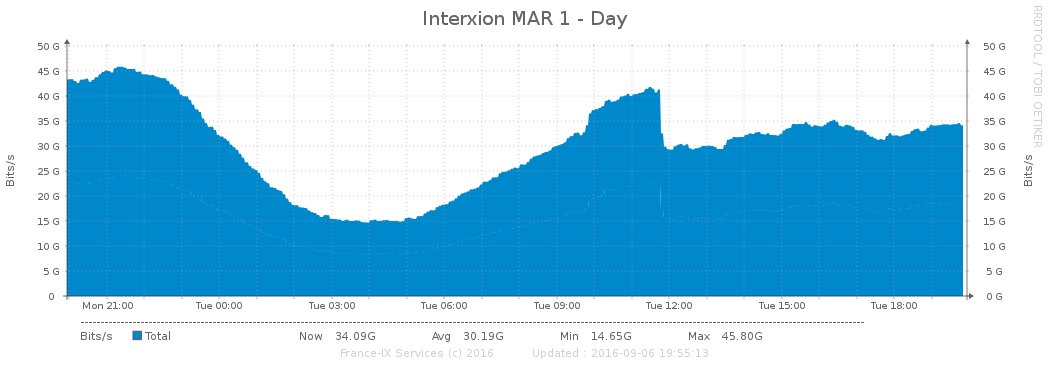 Interxion MAR 1 - Day
RRDTOOL / TOBI OETIKER
Bits/s
50 G
45 G
40 G
35 G
30 G
25 G
20 G
15 G
10 G
5 G
0
50 G
45 G
40 G
35 G
30 G
25 G
20 G
15 G
10 G
5 G
0 G
Bits/s
Mon 21:00 Tue 00:00 Tue 03:00 Tue 06:00 Tue 09:00 Tue 12:00 Tue 15:00 Tue 18:00
Bits/s Total Now 34.09G Avg 30.19G Min 14.65G Max 45.80G
France-IX Services (c) 2016 Updated : 2016-09-06 19:55:13